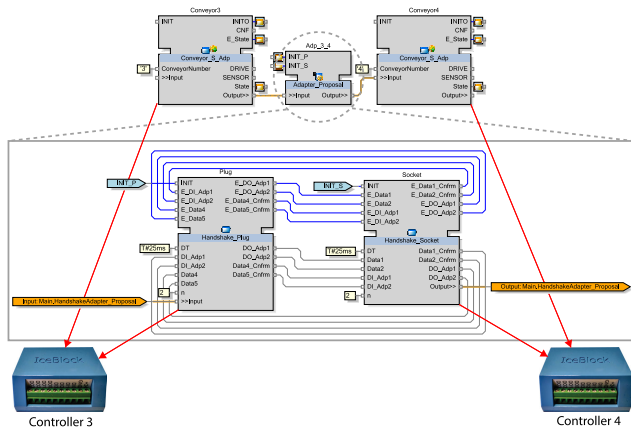 Conveyor3
INIT
INITO
CNF
E_State
Conveyor_S_Adp
'3'
ConveyorNumber
DRIVE
>>Input
SENSOR
State
Output>>
Adp_3_4
INIT_P
INIT_S
Adapter_Proposal
>>Input
Output>>
Conveyor4
INIT
INITO
CNF
E_State
Conveyor_S_Adp
'4'
ConveyorNumber
DRIVE
>>Input
SENSOR
State
Output>>
Plug
INIT_P
INIT
E_DO_Adp1
E_DI_Adp1
E_DO_Adp2
E_DI_Adp2
E_Data4_Cnfrm
E_Data4
E_Data5_Cnfrm
E_Data5
Handshake_Plug
T#25ms
DT
DO_Adp1
DI_Adp1
DO_Adp2
DI_Adp2
Data4_Cnfrm
Data4
Data5_Cnfrm
Data5
2
n
>>Input
Input: Main,HandshakeAdapter_Proposal
Socket
INIT_S
INIT
E_Data1_Cnfrm
E_Data1
E_Data2_Cnfrm
E_Data2
E_DO_Adp1
E_DI_Adp1
E_DO_Adp2
E_DI_Adp2
Handshake_Socket
T#25ms
DT
Data1_Cnfrm
Data1
Data2_Cnfrm
Data2
DO_Adp1
DI_Adp1
DO_Adp2
DI_Adp2
Output>>
2
n
Output: Main,HandshakeAdapter_Proposal
IceBlock
Controller 3
IceBlock
Controller 4